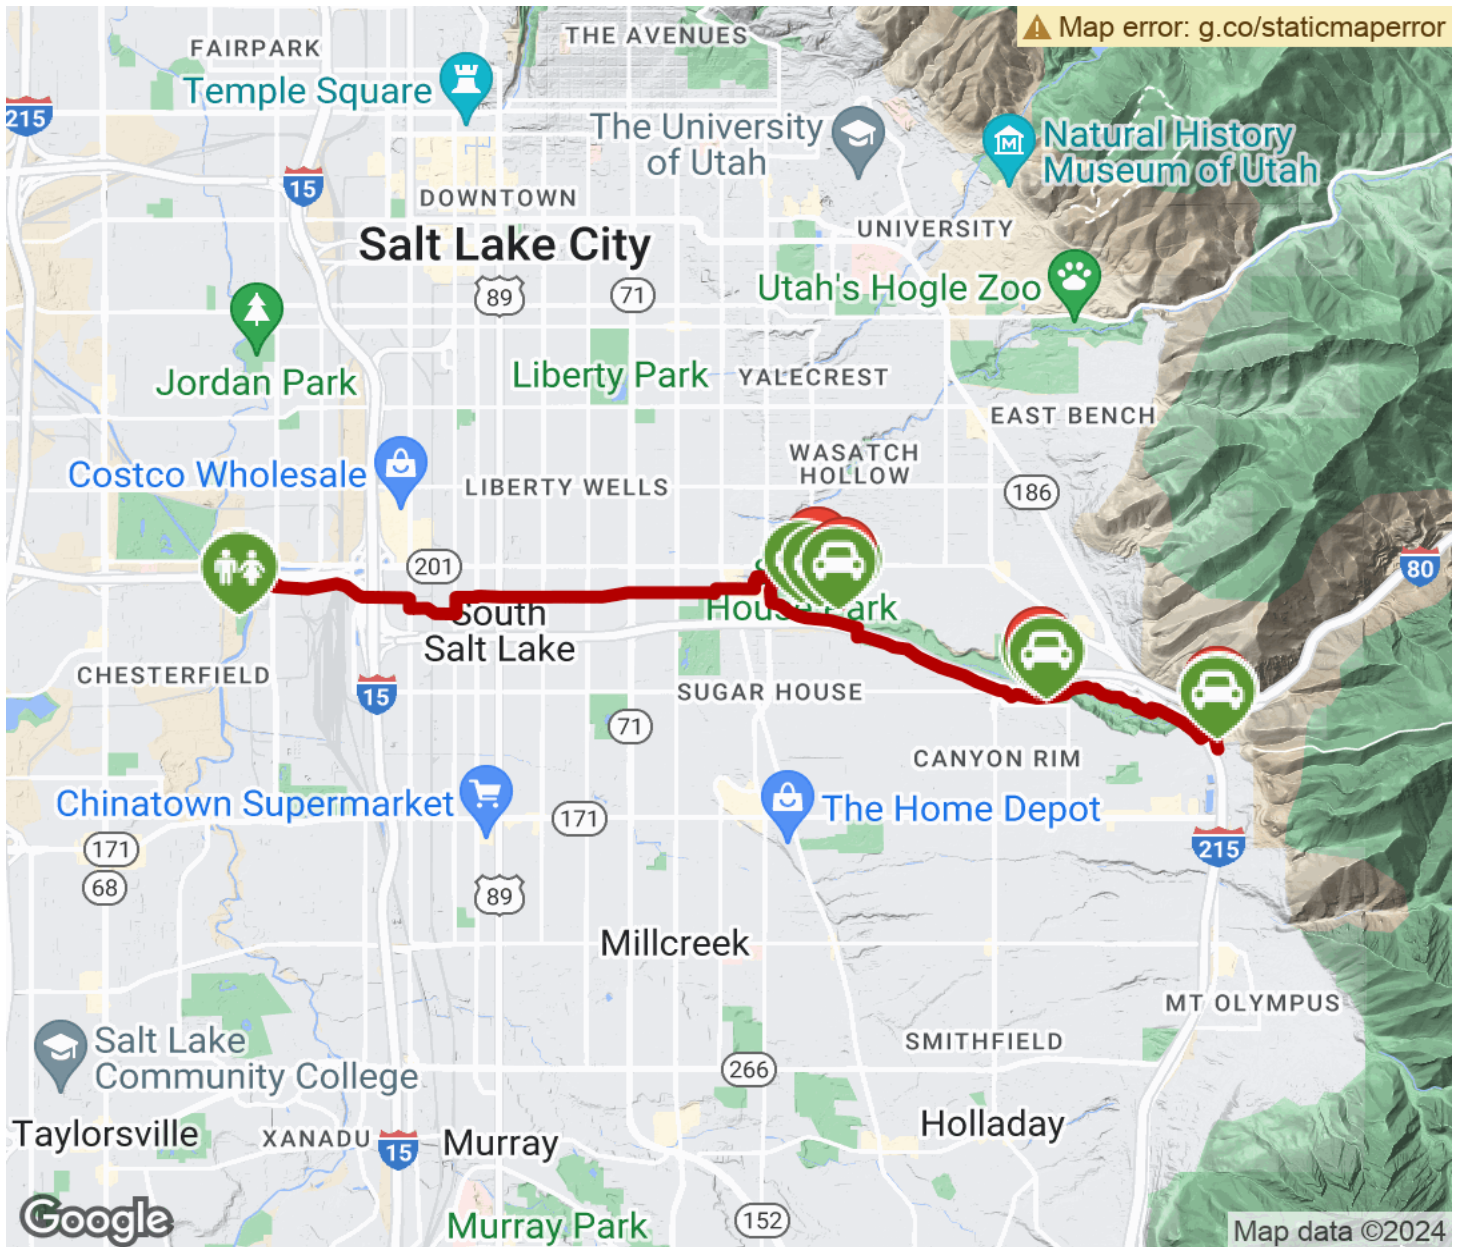 FAIRPARK
THE AVENUES
Map error: g.co/staticmaperror
Temple Square
215
The University
of Utah
Natural History
Museum of Utah
15
DOWNTOWN
UNIVERSITY
Salt Lake City
89
71
Utah's Hogle Zoo
Jordan Park
Liberty Park
YALECREST
EAST BENCH
Costco Wholesale
LIBERTY WELLS
WASATCH
HOLLOW
186
201
80
House Park
South
Salt Lake
CHESTERFIELD
15
SUGAR HOUSE
71
CANYON RIM
Chinatown Supermarket
171
The Home Depot
171
68
215
89
Millcreek
MT OLYMPUS
Salt Lake
Community College
SMITHFIELD
266
Taylorsville
XANADU
15
Murray
Holladay
Google
Murray Park
152
Map data ©2024